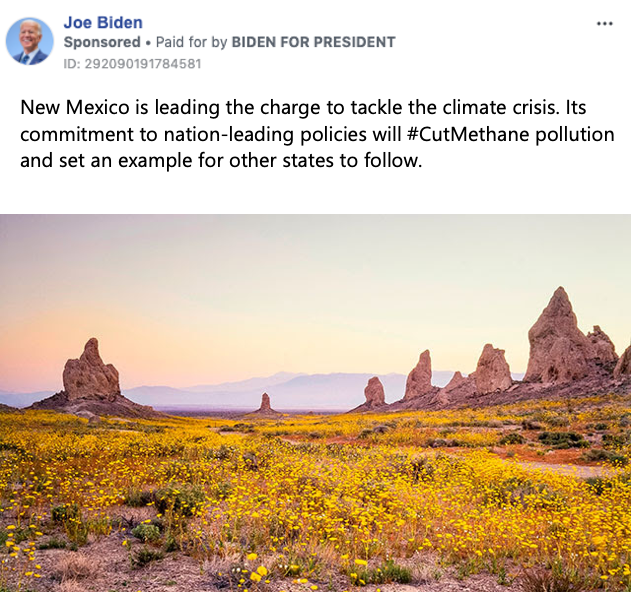 Joe Biden
Sponsored • Paid for by BIDEN FOR PRESIDENT
ID: 292090191784581
New Mexico is leading the charge to tackle the climate crisis. Its
commitment to nation-leading policies will #CutMethane pollution
and set an example for other states to follow.